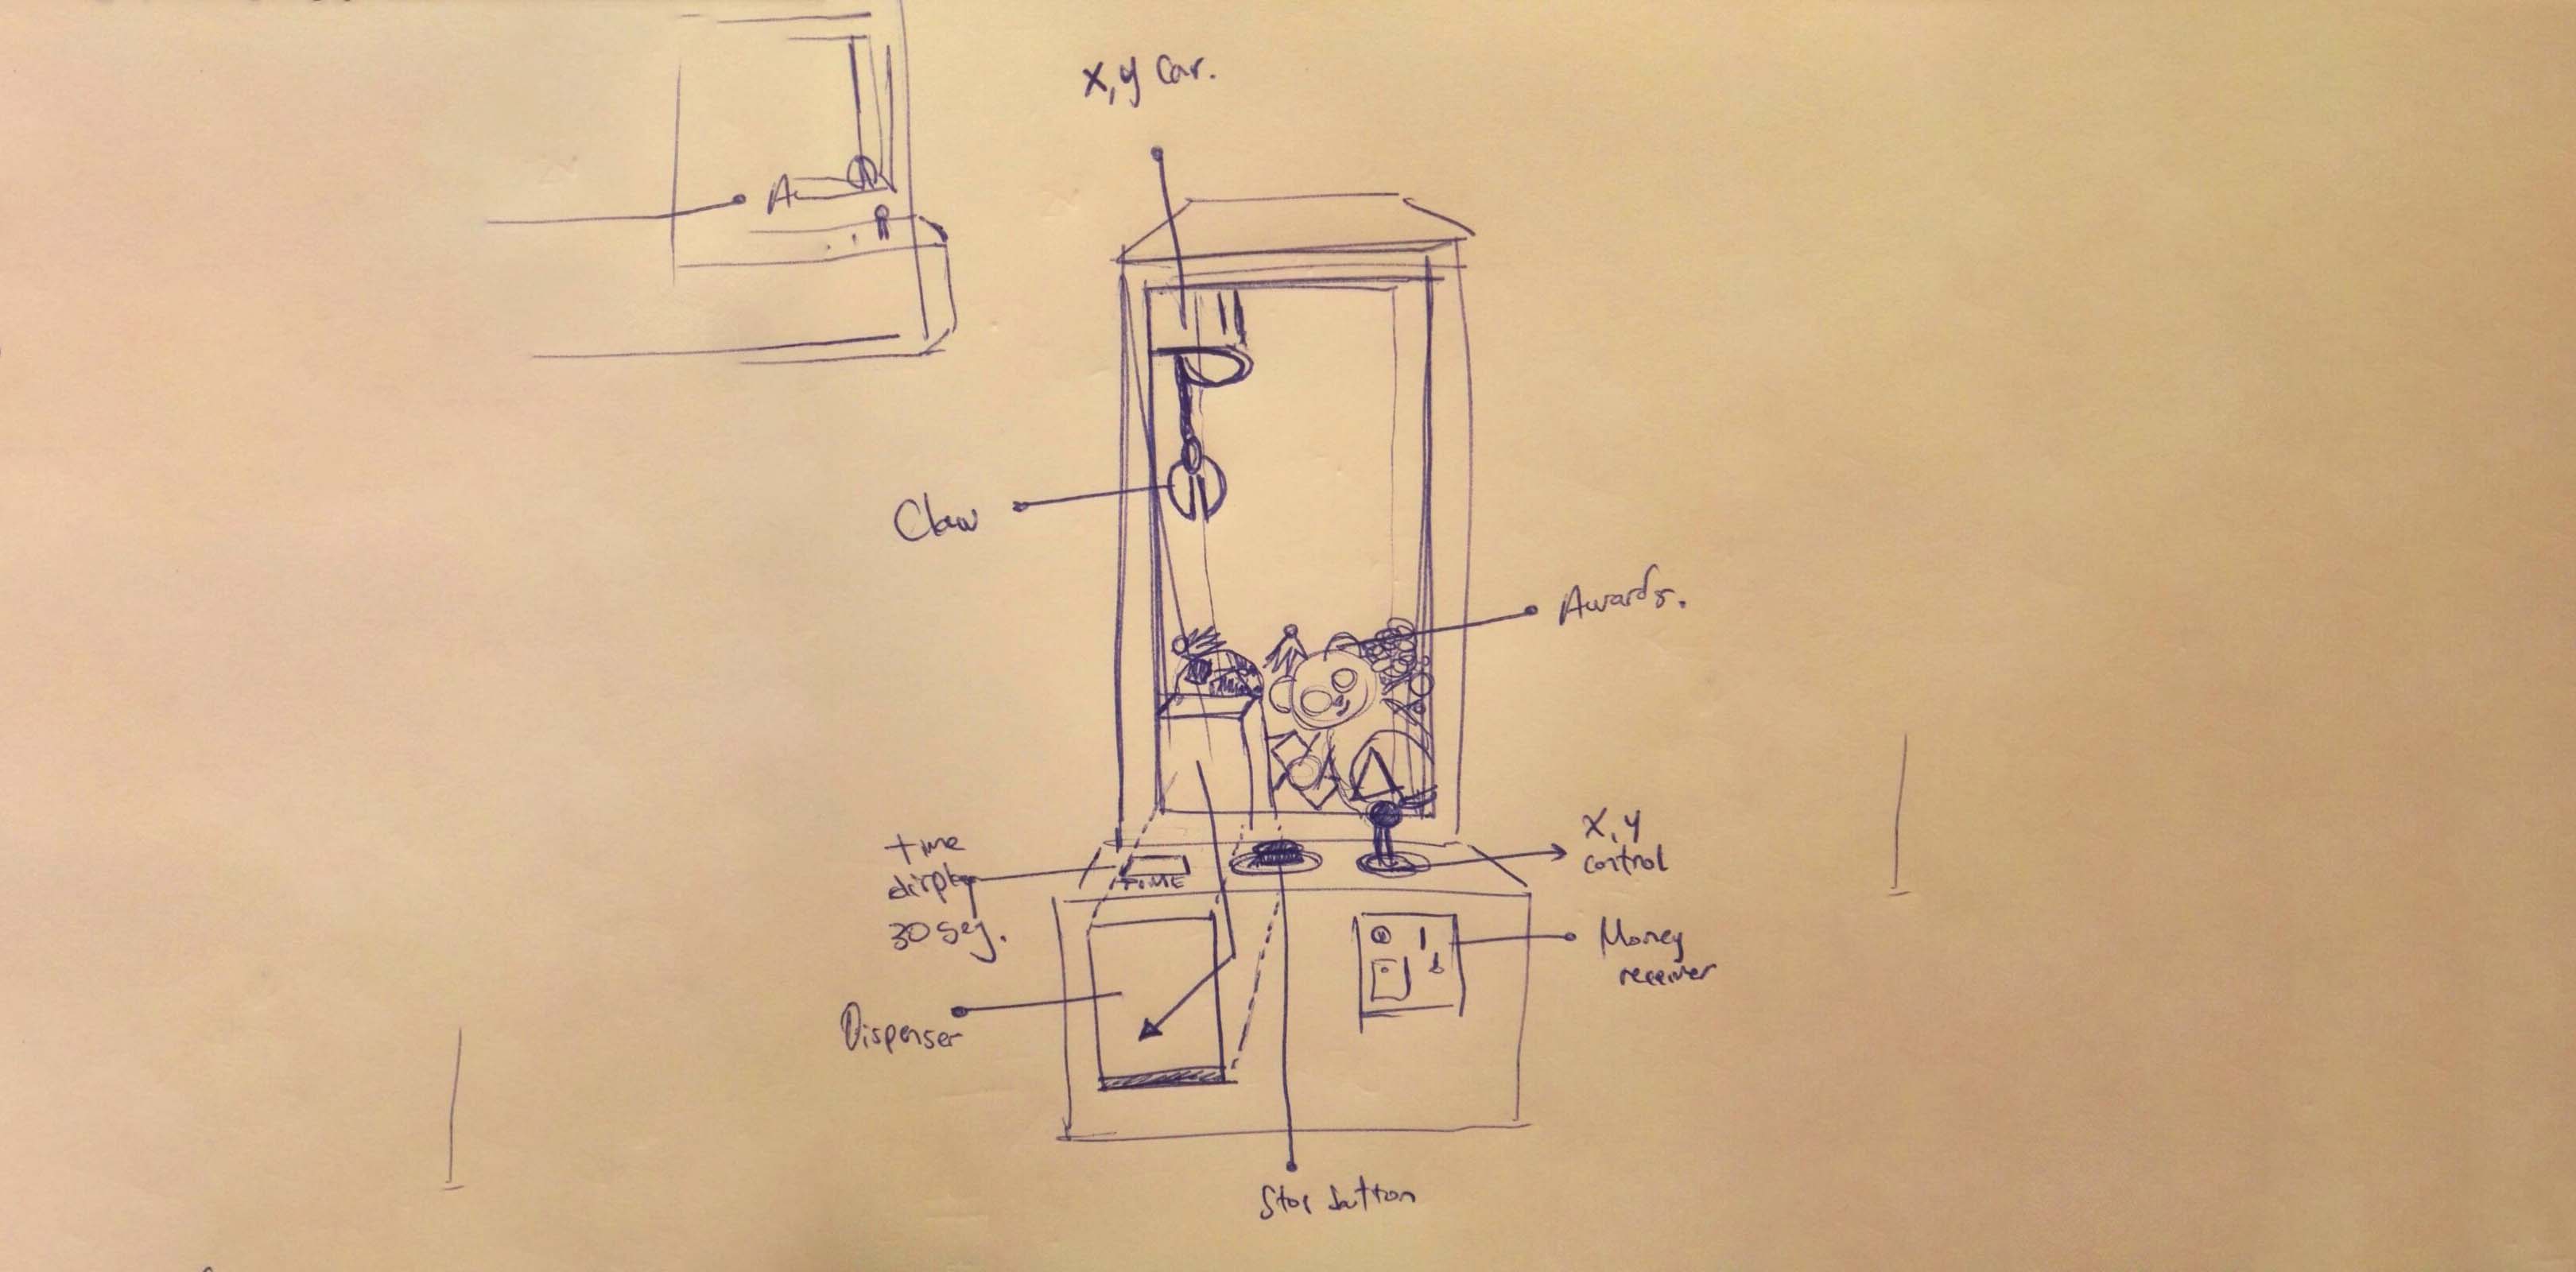 x, y Car.
Claw
Awards.
time
display
30 seg.
TIME
x, y
control
Money
receiver
Dispenser
Stop button